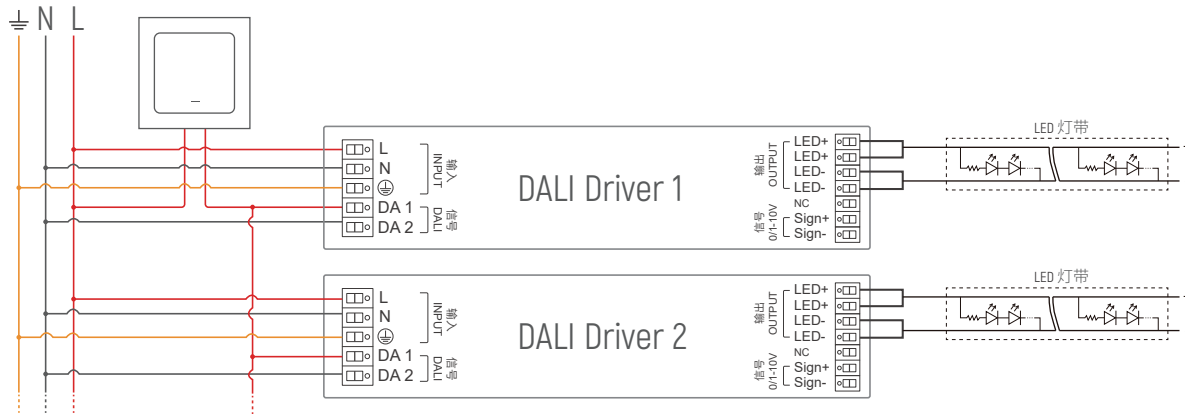 N L
LED 灯带
L
N
DA 1
DA 2
输入
INPUT
信号
DALI
DALI Driver 1
输出
OUTPUT
信号
0/1-10V
LED+
LED+
LED-
LED-
NC
Sign+
Sign-
LED 灯带
L
N
DA 1
DA 2
输入
INPUT
信号
DALI
DALI Driver 2
输出
OUTPUT
信号
0/1-10V
LED+
LED+
LED-
LED-
NC
Sign+
Sign-